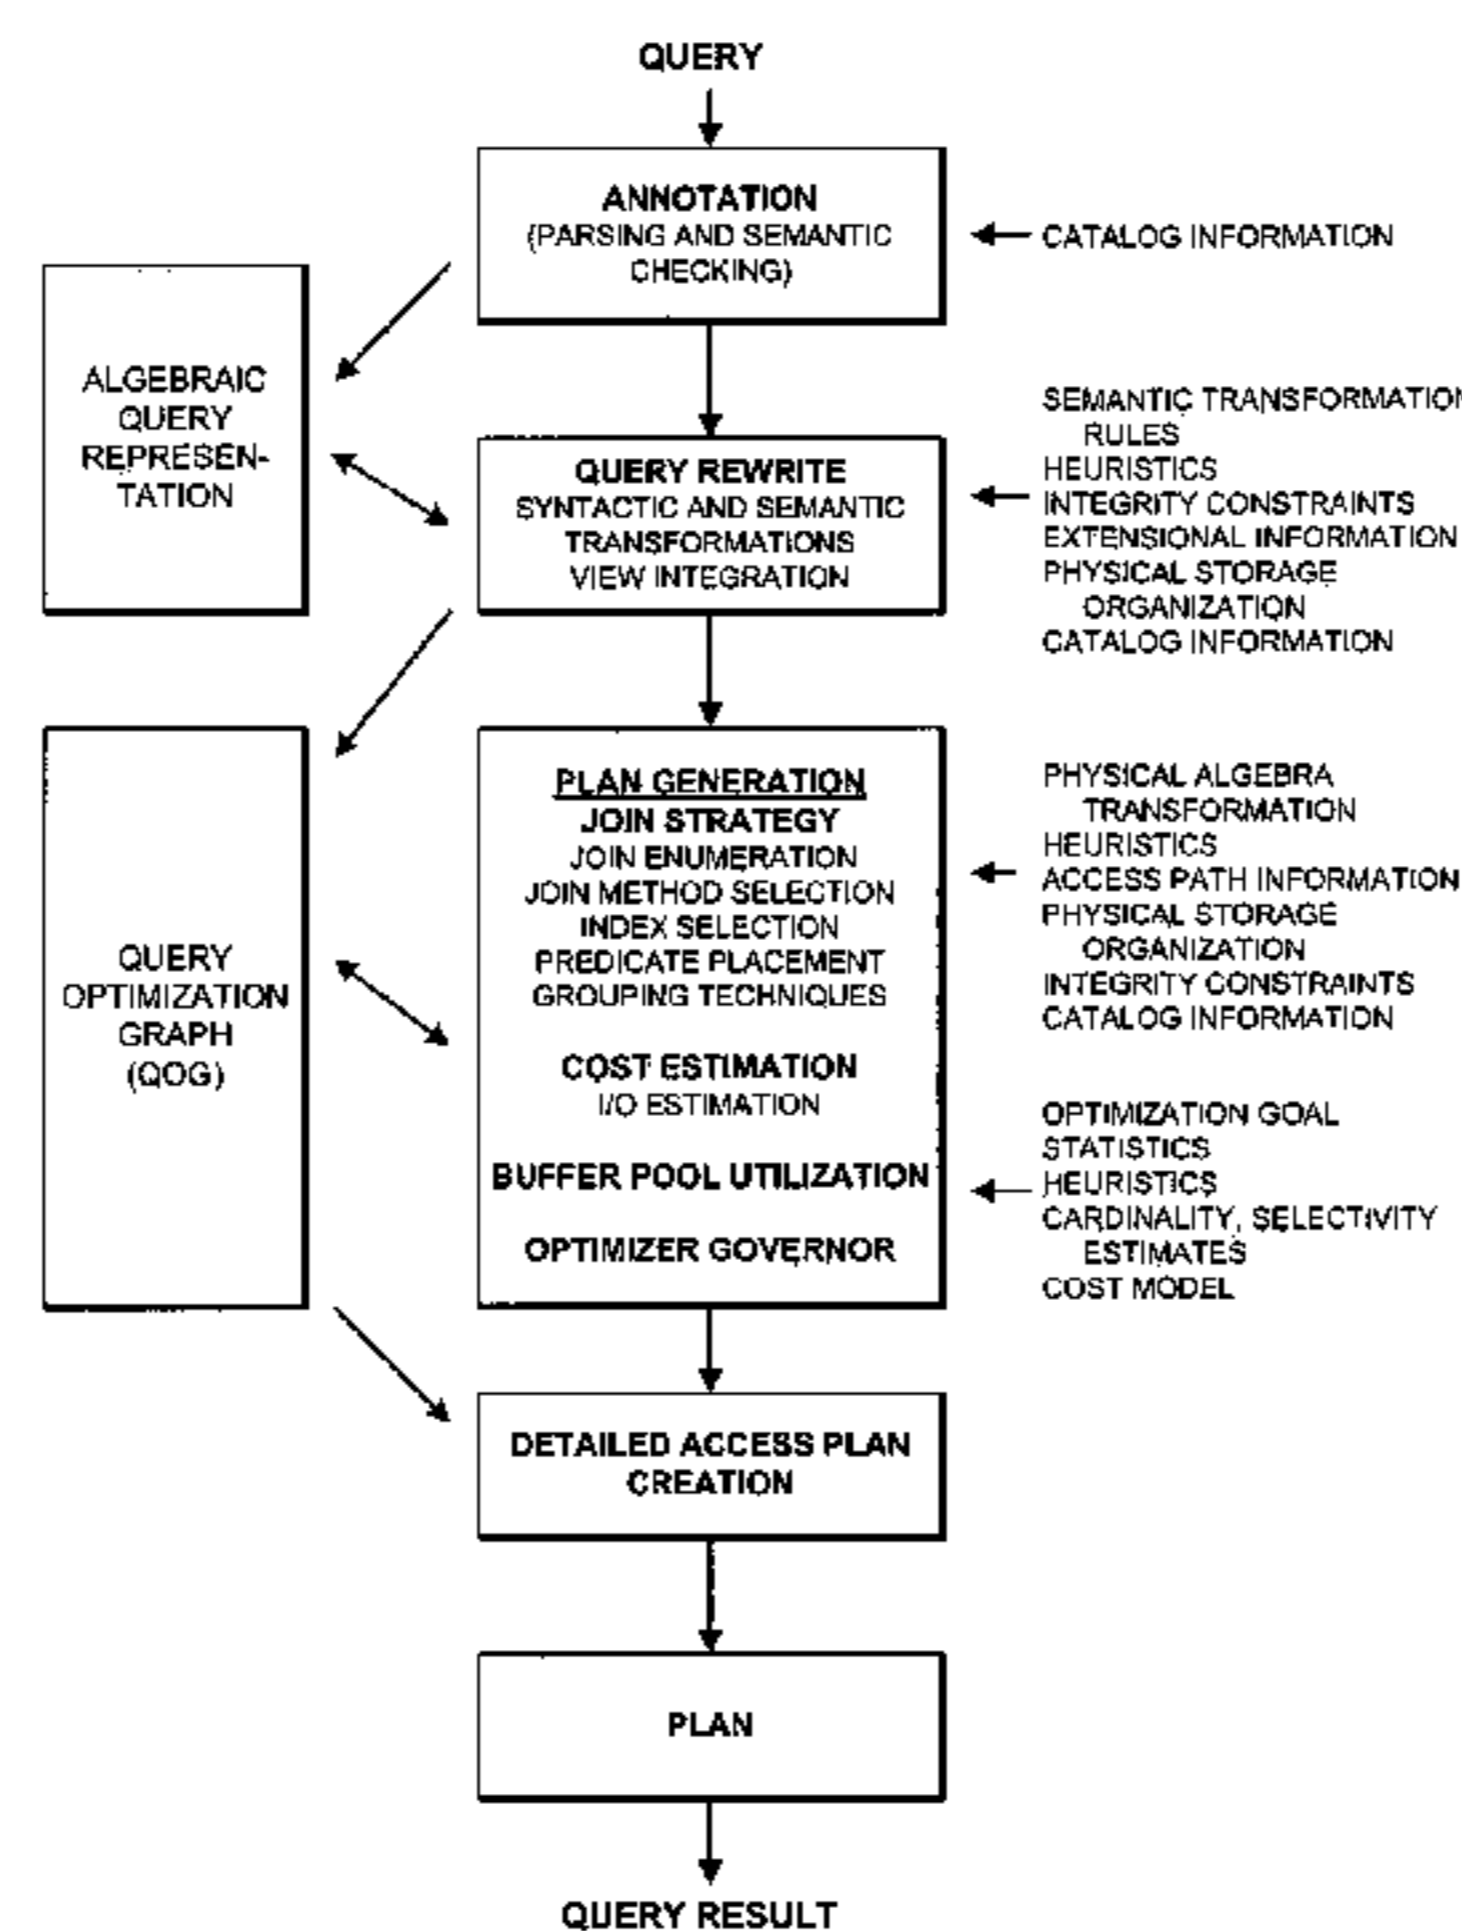 QUERY
ANNOTATION
(PARSING AND SEMANTIC
CHECKING)
CATALOG INFORMATION
ALGEBRAIC
QUERY
REPRESEN-
TATION
QUERY REWRITE
SYNTACTIC AND SEMANTIC
TRANSFORMATIONS
VIEW INTEGRATION
SEMANTIC TRANSFORMATION
RULES
HEURISTICS
INTEGRITY CONSTRAINTS
EXTENSIONAL INFORMATION
PHYSICAL STORAGE
ORGANIZATION
CATALOG INFORMATION
QUERY
OPTIMIZATION
GRAPH
(QOG)
PLAN GENERATION
JOIN STRATEGY
JOIN ENUMERATION
JOIN METHOD SELECTION
INDEX SELECTION
PREDICATE PLACEMENT
GROUPING TECHNIQUES
COST ESTIMATION
I/O ESTIMATION
BUFFER POOL UTILIZATION
OPTIMIZER GOVERNOR
PHYSICAL ALGEBRA
TRANSFORMATION
HEURISTICS
ACCESS PATH INFORMATION
PHYSICAL STORAGE
ORGANIZATION
INTEGRITY CONSTRAINTS
CATALOG INFORMATION
OPTIMIZATION GOAL
STATISTICS
HEURISTICS
CARDINALITY, SELECTIVITY
ESTIMATES
COST MODEL
DETAILED ACCESS PLAN
CREATION
PLAN
QUERY RESULT